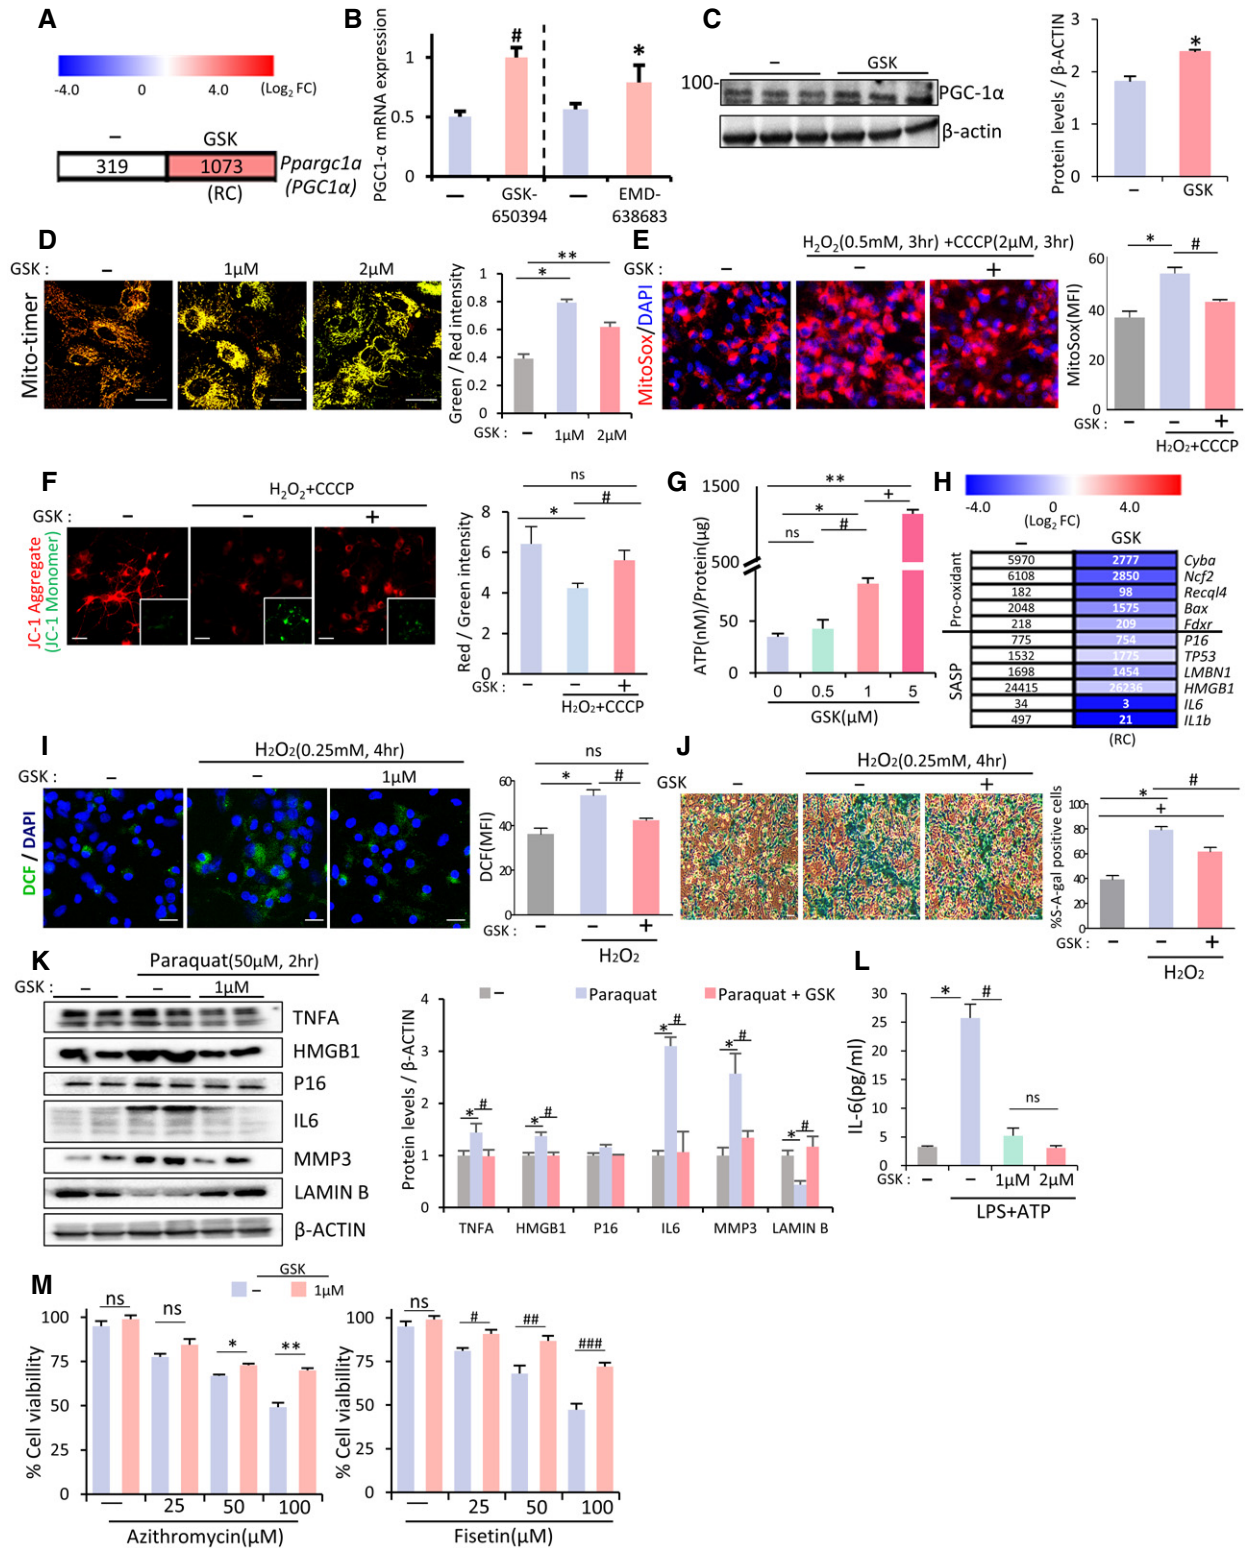 A
-4.0 0 4.0 (Log2 FC)
– GSK
319 1073 Ppargc1a
(RC) (PGC1α)
B
PGC1-α mRNA expression
1
0.5
0
# *
— GSK-650394 — EMD-638683
C
– GSK
100-
PGC-1α
β-actin
Protein levels / β-ACTIN
3
2
1
0
*
– GSK
D
GSK : – 1µM 2µM
Mito-timer
Green / Red intensity
1
0.8
0.6
0.4
0.2
0
**
*
GSK : – 1µM 2µM
E
H2O2(0.5mM, 3hr) +CCCP(2µM, 3hr)
GSK : – – +
MitoSox/DAPI
MitoSox(MFI)
60
40
20
0
* #
GSK : – – +
H2O2+CCCP
F
H2O2+CCCP
GSK : – – +
JC-1 Aggregate
(JC-1 Monomer)
Red / Green intensity
8
6
4
2
0
ns
* #
GSK : – – +
H2O2+CCCP
G
ATP(nM)/Protein(µg)
1500
500
50
0
**
* +
ns #
0 0.5 1 5
GSK(µM)
H
-4.0 0 4.0
(Log2 FC)
– GSK
Pro-oxidant
5970 2777 Cyba
6108 2850 Ncf2
182 98 Recql4
2048 1575 Bax
218 209 Fdxr
SASP
775 754 P16
1532 1775 TP53
1698 1454 LMBN1
24415 26236 HMGB1
34 3 IL6
497 21 IL1b
(RC)
I
H2O2(0.25mM, 4hr)
GSK : – – 1µM
DCF / DAPI
DCF(MFI)
60
40
20
0
ns
* #
GSK : – – +
H2O2
J
H2O2(0.25mM, 4hr)
GSK – – +
%S-A-gal positive cells
100
80
60
40
20
0
#
*
+
GSK : – – +
H2O2
K
Paraquat(50µM, 2hr)
GSK : – – 1µM
TNFA
HMGB1
P16
IL6
MMP3
LAMIN B
β-ACTIN
– Paraquat Paraquat + GSK
Protein levels / β-ACTIN
4
3
2
1
0
* # * # * # * # * #
TNFA HMGB1 P16 IL6 MMP3 LAMIN B
L
IL-6(pg/ml)
30
25
20
15
10
5
0
* #
ns
GSK : – – 1µM 2µM
LPS+ATP
M
GSK
– 1µM
% Cell vialbillity
100
75
50
25
0
ns ns * **
— 25 50 100
Azithromycin(µM)
% Cell vialbillity
100
75
50
25
0
ns # ## ###
— 25 50 100
Fisetin(µM)